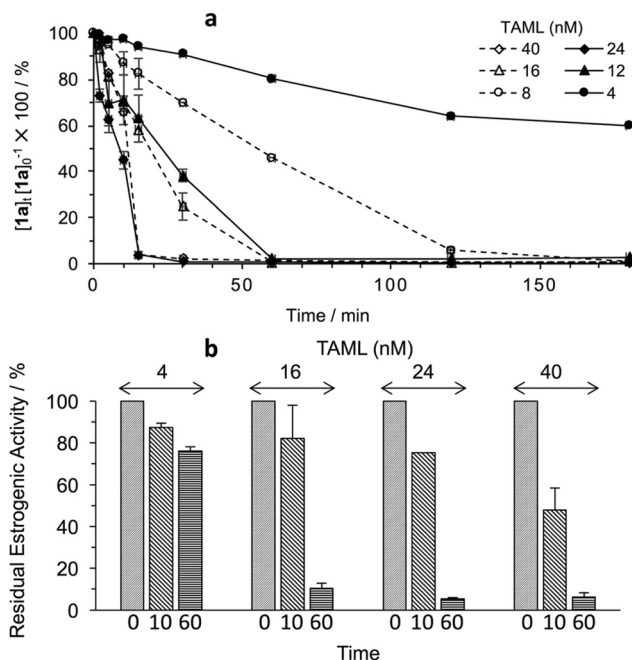 a
TAML (nM)
40 24
16 12
8 4
100
80
60
40
20
0
[1a]t[1a]0-1 × 100 / %
0 50 100 150
Time / min
b
TAML (nM)
4 16 24 40
100
80
60
40
20
0
Residual Estrogenic Activity / %
0 10 60 0 10 60 0 10 60 0 10 60
Time